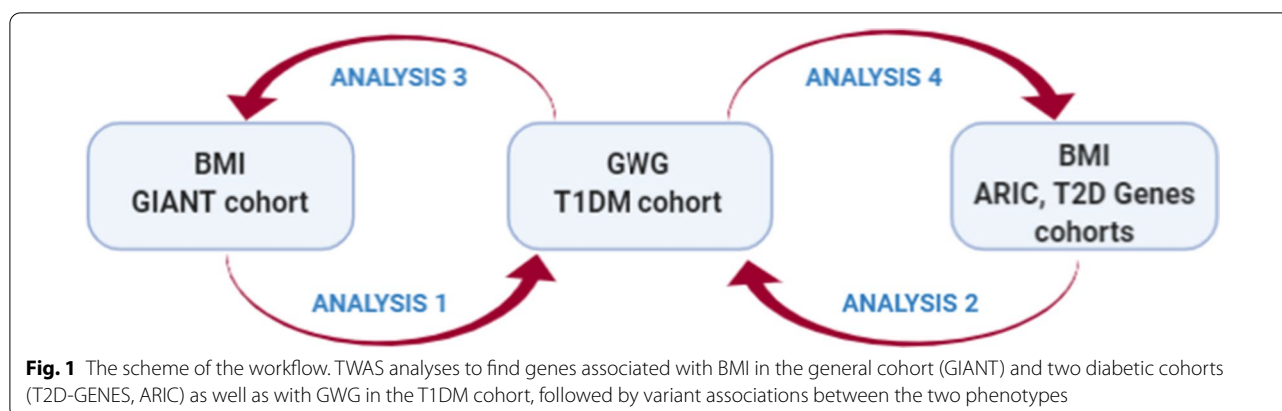 ANALYSIS 3
ANALYSIS 4
BMI
GIANT cohort
GWG
T1DM cohort
BMI
ARIC, T2D Genes
cohorts
ANALYSIS 1
ANALYSIS 2
Fig. 1 The scheme of the workflow. TWAS analyses to find genes associated with BMI in the general cohort (GIANT) and two diabetic cohorts
(T2D-GENES, ARIC) as well as with GWG in the T1DM cohort, followed by variant associations between the two phenotypes